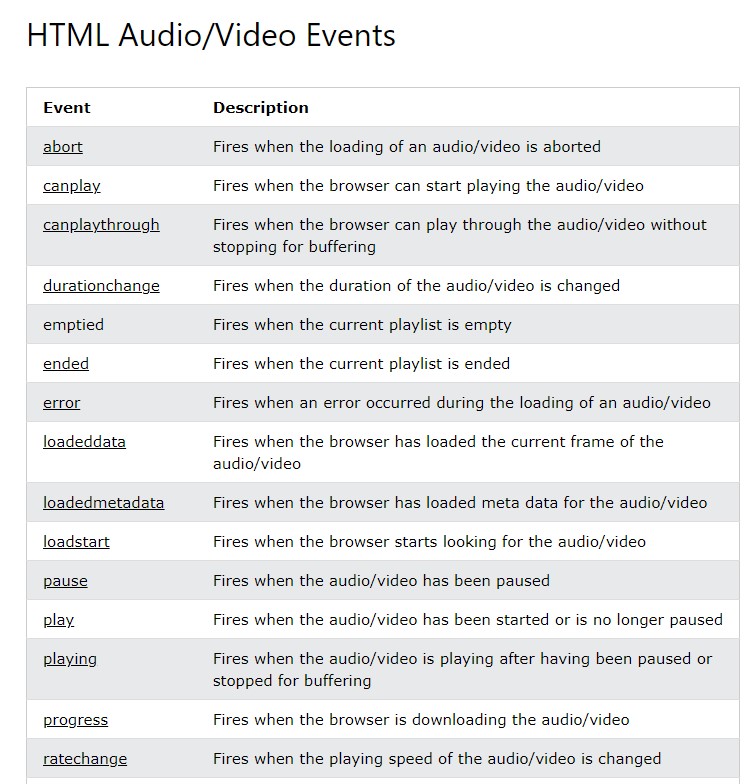 HTML Audio/Video Events
Event Description
abort Fires when the loading of an audio/video is aborted
canplay Fires when the browser can start playing the audio/video
canplaythrough Fires when the browser can play through the audio/video without
stopping for buffering
durationchange Fires when the duration of the audio/video is changed
emptied Fires when the current playlist is empty
ended Fires when the current playlist is ended
error Fires when an error occurred during the loading of an audio/video
loadeddata Fires when the browser has loaded the current frame of the
audio/video
loadedmetadata Fires when the browser has loaded meta data for the audio/video
loadstart Fires when the browser starts looking for the audio/video
pause Fires when the audio/video has been paused
play Fires when the audio/video has been started or is no longer paused
playing Fires when the audio/video is playing after having been paused or
stopped for buffering
progress Fires when the browser is downloading the audio/video
ratechange Fires when the playing speed of the audio/video is changed